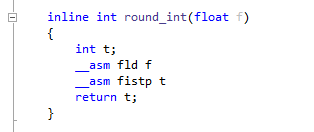 inline int round_int(float f)
{
    int t;
    __asm fld f
    __asm fistp t
    return t;
}